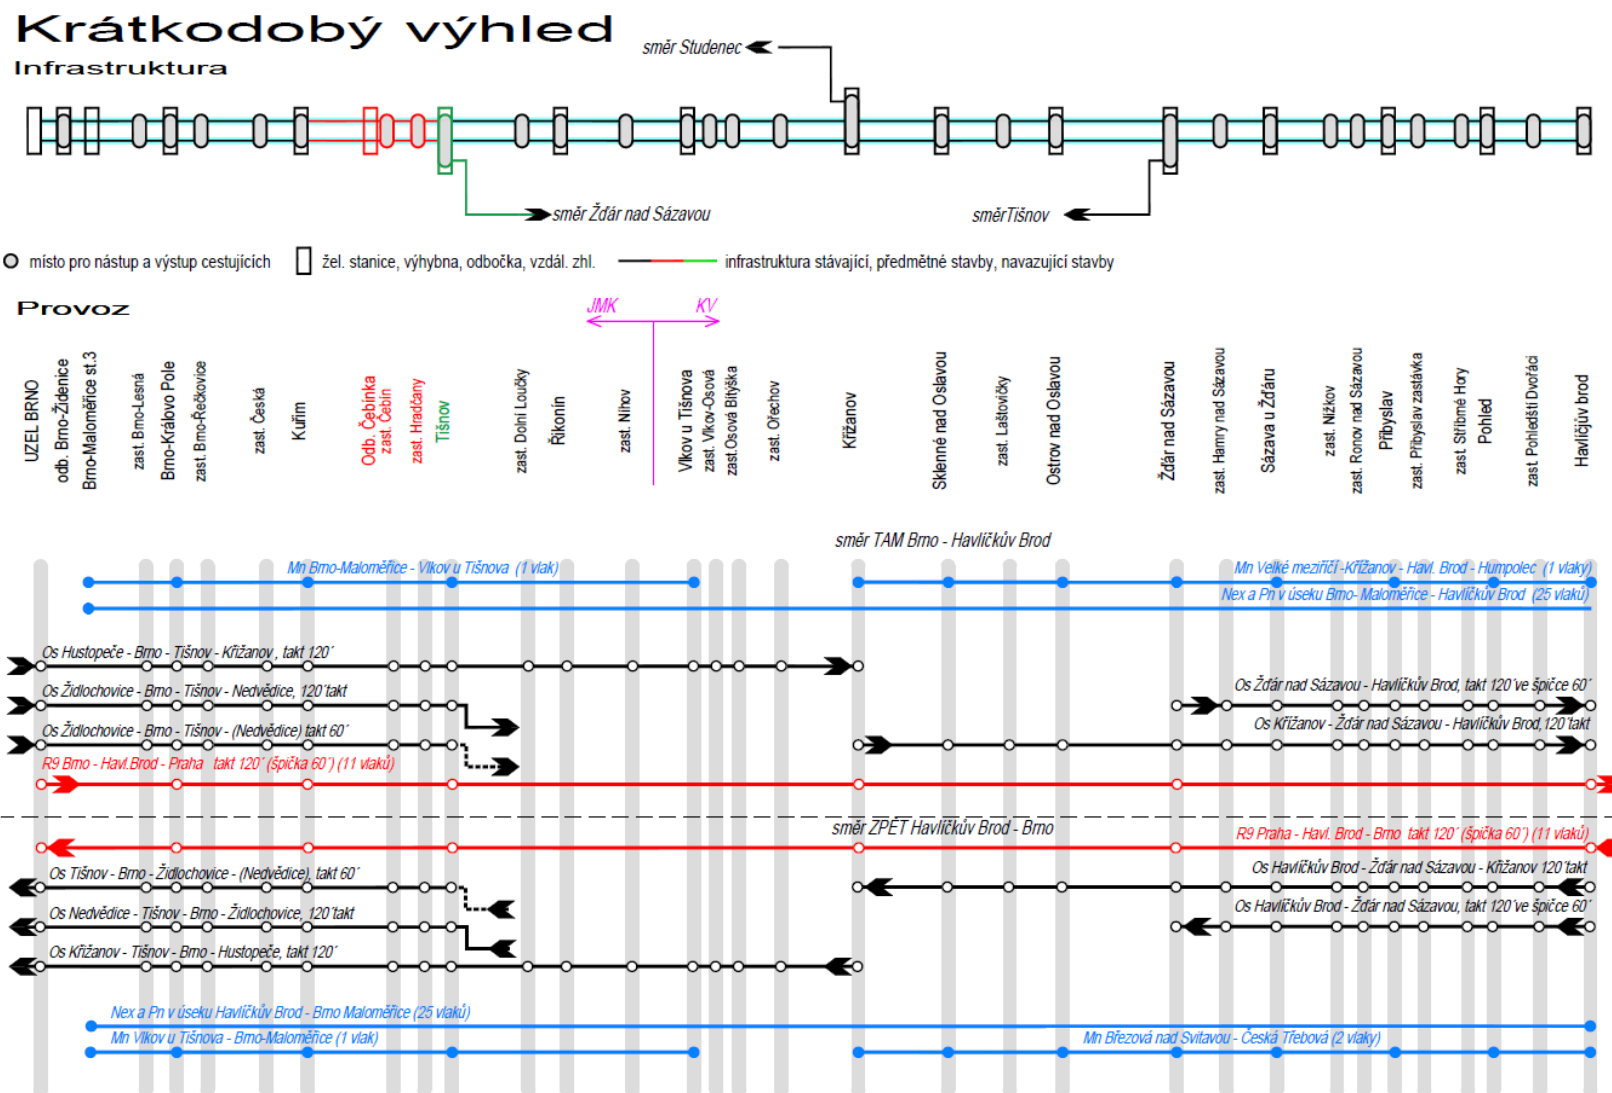 Krátkodobý výhled
Infrastruktura
směr Studenec
směr Žďár nad Sázavou
směrTišnov
místo pro nástup a výstup cestujících
žel. stanice, výhybna, odbočka, vzdál. zhl.
infrastruktura stávající, předmětné stavby, navazující stavby
Provoz
JMK
KV
UZEL BRNO
odb. Brno-Židenice
Brno-Maloměřice st.3
zast. Brno-Lesná
Brno-Královo Pole
zast. Brno-Řečkovice
zast. Česká
Kuřim
Odb. Čebínka
zast. Čebín
zast. Hradčany
Tišnov
zast. Dolní Loučky
Řikonín
zast. Níhov
Vlkov u Tišnova
zast. Vlkov-Osová
zast.Osová Bítýška
zast. Ořechov
Křižanov
Sklenné nad Oslavou
zast. Laštovičky
Ostrov nad Oslavou
Žďár nad Sázavou
zast. Hamry nad Sázavou
Sázava u Žďáru
zast. Nížkov
zast. Ronov nad Sázavou
Přibyslav
zast. Přibyslav zastávka
zast. Stříbrné Hory
Pohled
zast. Pohledští Dvořáci
Havlíčjův brod
směr TAM Brno - Havlíčkův Brod
Mn Brno-Maloměřice - Vlkov u Tišnova (1 vlak)
Mn Velké meziříčí -Křižanov - Havl. Brod - Humpolec (1 vlaky)
Nex a Pn v úseku Brno- Maloměřice - Havlíčkův Brod (25 vlaků)
Os Hustopeče - Brno - Tišnov - Křižanov , takt 120´
Os Židlochovice - Brno - Tišnov - Nedvědice, 120´takt
Os Žďár nad Sázavou - Havlíčkův Brod, takt 120´ve špičce 60´
Os Židlochovice - Brno - Tišnov - (Nedvědice) takt 60´
Os Křižanov - Žďár nad Sázavou - Havlíčkův Brod, 120´takt
R9 Brno - Havl.Brod - Praha takt 120´ (špička 60´) (11 vlaků)
směr ZPĚT Havlíčkův Brod - Brno
R9 Praha - Havl. Brod - Brno takt 120´ (špička 60´) (11 vlaků)
Os Tišnov - Brno - Židlochovice - (Nedvědice), takt 60´
Os Havlíčkův Brod - Žďár nad Sázavou - Křižanov 120´takt
Os Nedvědice - Tišnov - Brno - Židlochovice, 120´takt
Os Havlíčkův Brod - Žďár nad Sázavou, takt 120´ve špičce 60´
Os Křižanov - Tišnov - Brno - Hustopeče, takt 120´
Nex a Pn v úseku Havlíčkův Brod - Brno Maloměřice (25 vlaků)
Mn Vlkov u Tišnova - Brno-Maloměřice (1 vlak)
Mn Březová nad Svitavou - Česká Třebová (2 vlaky)